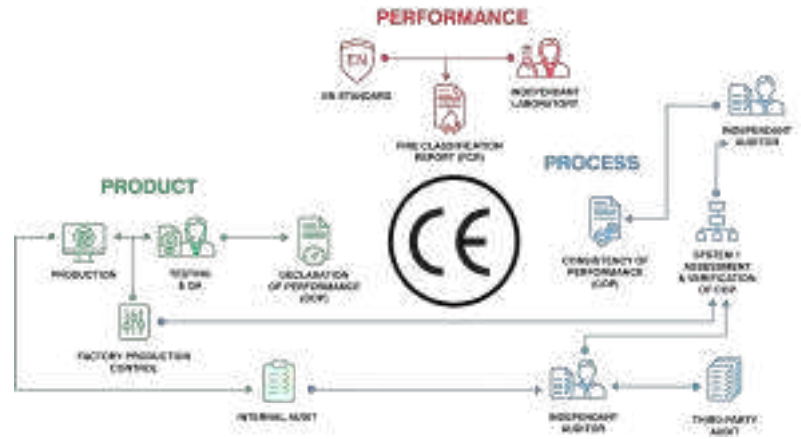 PERFORMANCE
EN
EN STANDARD
INDEPENDANT
LABORATORY
FIRE CLASSIFICATION
REPORT (FCR)
INDEPENDANT
AUDITOR
PROCESS
PRODUCT
CE
PRODUCTION
TESTING
& QA
DECLARATION
OF PERFORMANCE
(DOP)
CONSISTENCY OF
PERFORMANCE
(COP)
SYSTEM 1
ASSESSMENT
& VERIFICATION
OF COP
FACTORY PRODUCTION
CONTROL
INTERNAL AUDIT
INDEPENDANT
AUDITOR
THIRD-PARTY
AUDIT